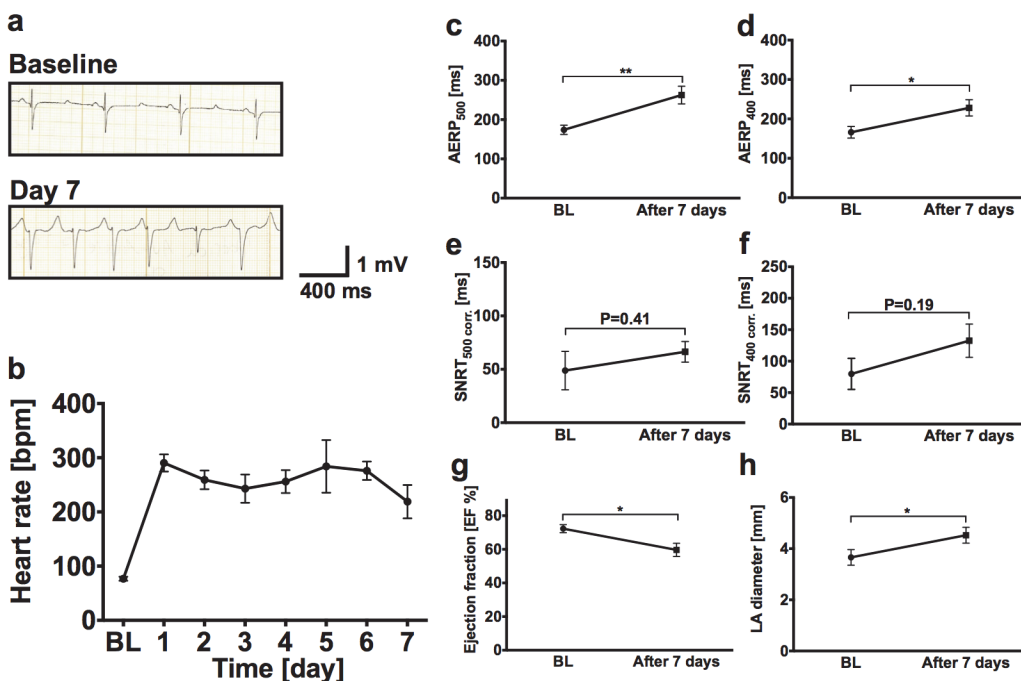 a
Baseline
Day 7
1 mV
400 ms
b
Heart rate [bpm]
400
300
200
100
0
BL 1 2 3 4 5 6 7
Time [day]
c
AERP500 [ms]
400
300
200
100
0
**
BL After 7 days
d
AERP400 [ms]
400
300
200
100
0
*
BL After 7 days
e
SNRT500 corr. [ms]
150
100
50
0
P=0.41
BL After 7 days
f
SNRT400 corr. [ms]
250
200
150
100
50
0
P=0.19
BL After 7 days
g
Ejection fraction [EF %]
80
60
40
20
0
*
BL After 7 days
h
LA diameter [mm]
6
4
2
0
*
BL After 7 days